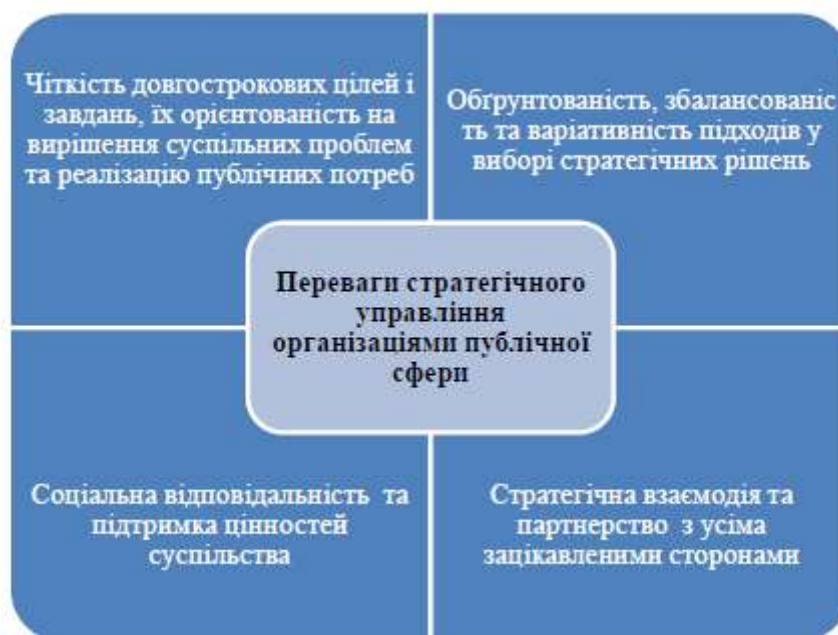 Чіткість довгострокових цілей і
завдань, їх орієнтованість на
вирішення суспільних проблем
та реалізацію публічних потреб
Обґрунтованість, збалансованіс
ть та варіативність підходів у
виборі стратегічних рішень
Переваги стратегічного
управління
організаціями публічної
сфери
Соціальна відповідальність та
підтримка цінностей
суспільства
Стратегічна взаємодія та
партнерство з усіма
зацікавленими сторонами